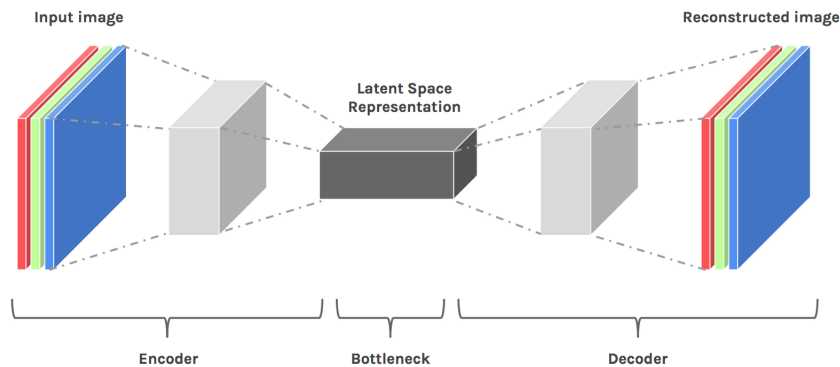 Input image
Reconstructed image
Latent Space
Representation
Encoder
Bottleneck
Decoder